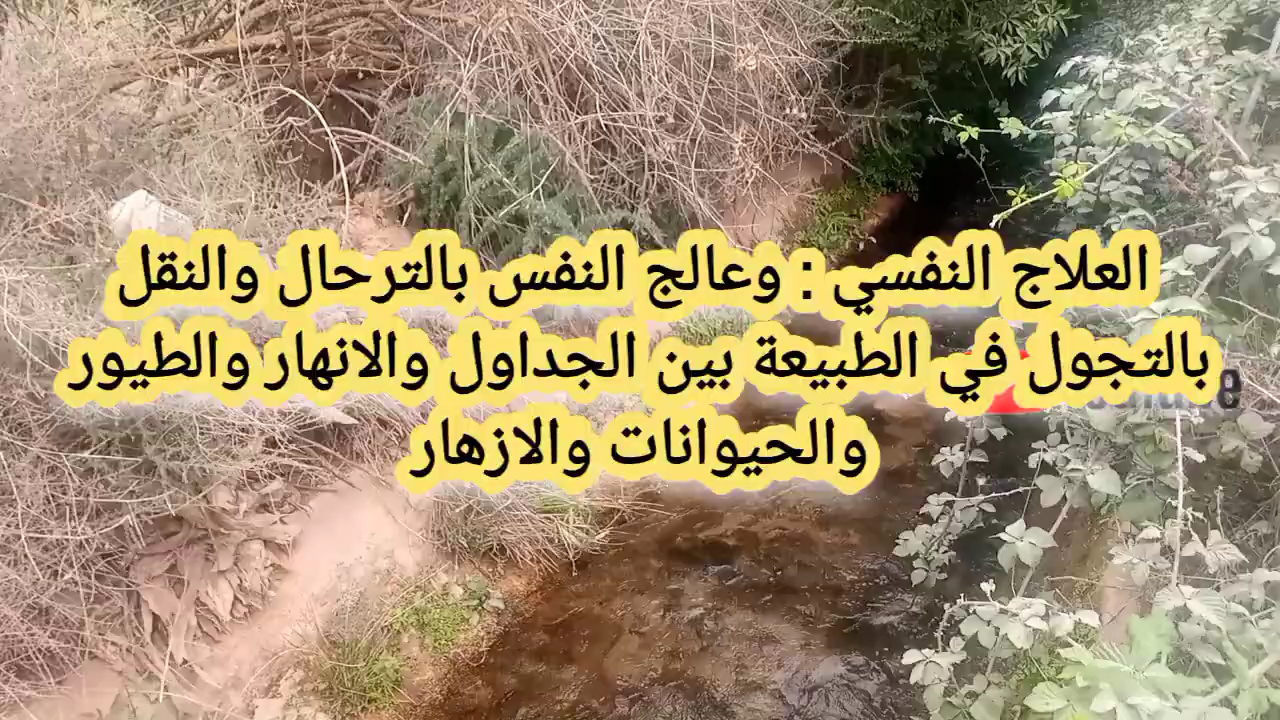 العلاج النفسي : وعالج النفس بالترحال والنقل
بالتجول في الطبيعة بين الجداول والانهار والطيور
والحيوانات والازهار